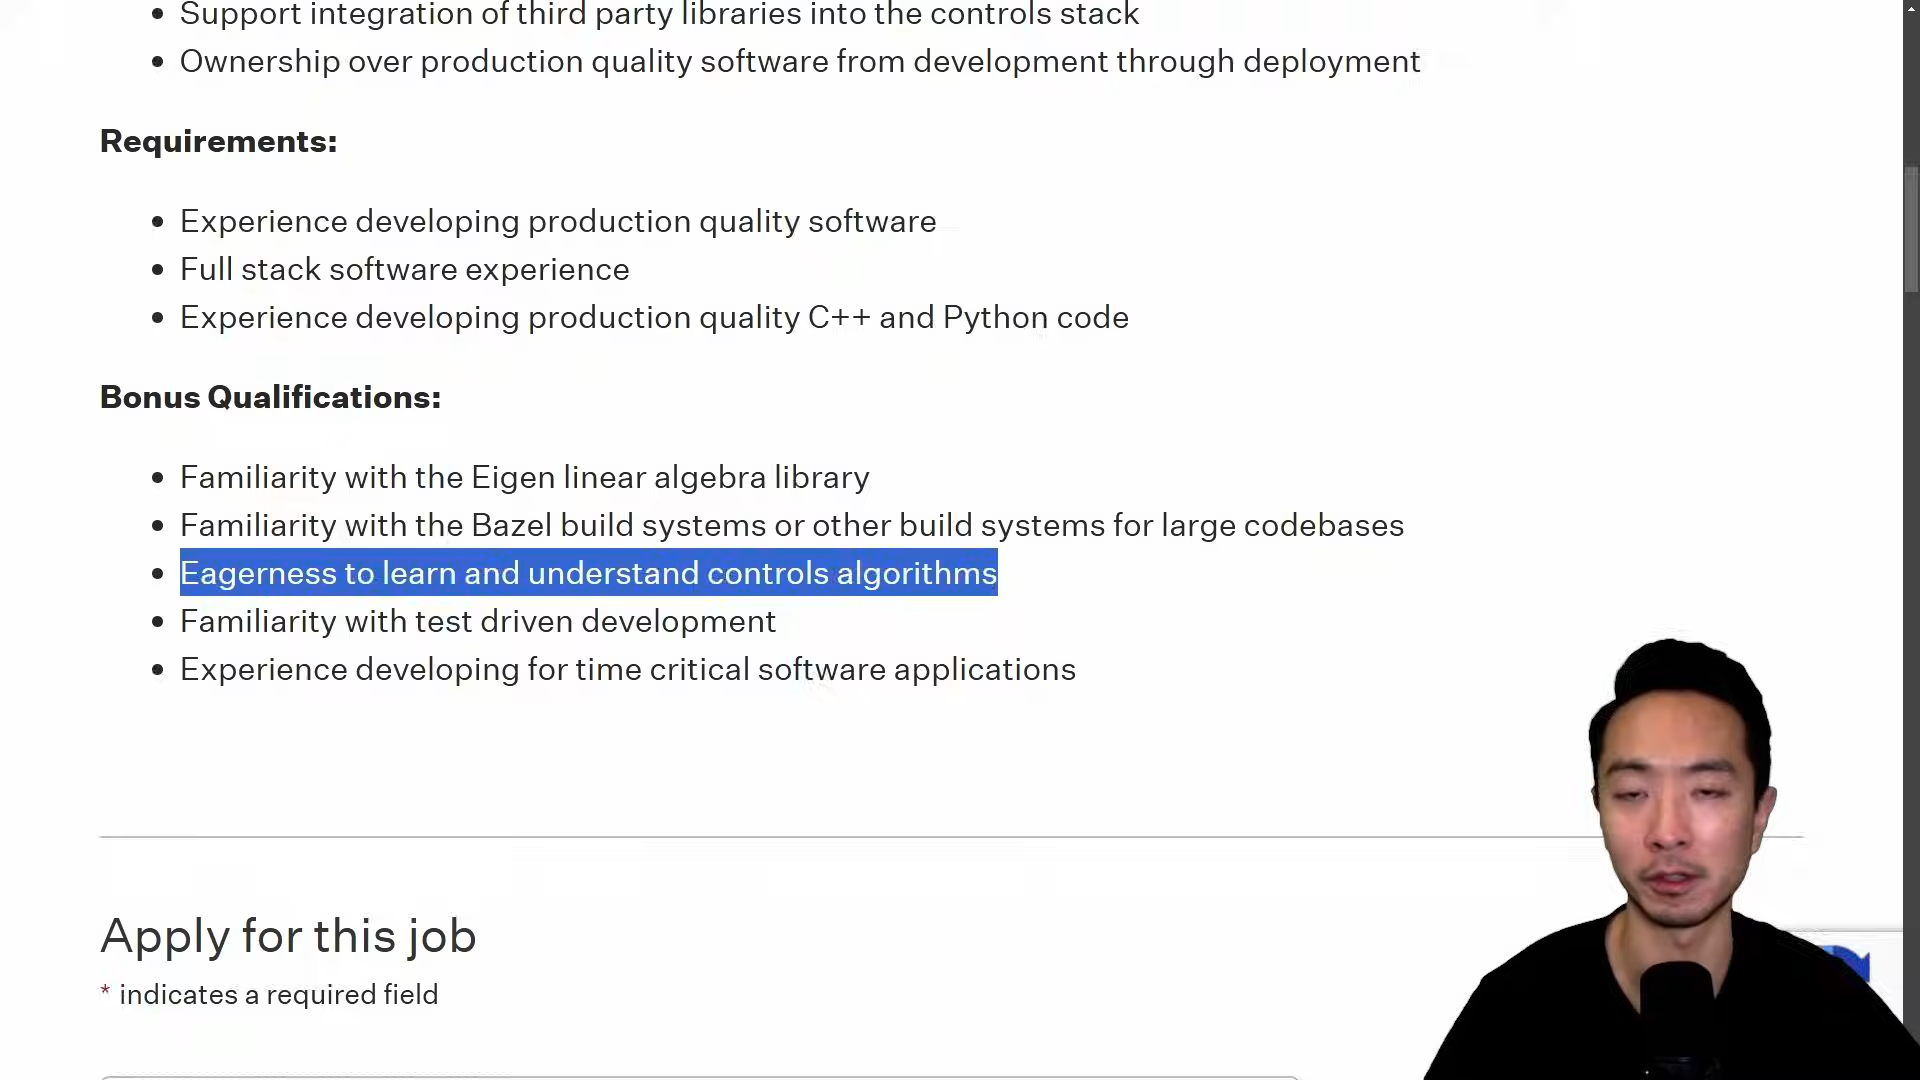 Support integration of third party libraries into the controls stack
Ownership over production quality software from development through deployment
Requirements:
Experience developing production quality software
Full stack software experience
Experience developing production quality C++ and Python code
Bonus Qualifications:
Familiarity with the Eigen linear algebra library
Familiarity with the Bazel build systems or other build systems for large codebases
Eagerness to learn and understand controls algorithms
Familiarity with test driven development
Experience developing for time critical software applications
Apply for this job
* indicates a required field